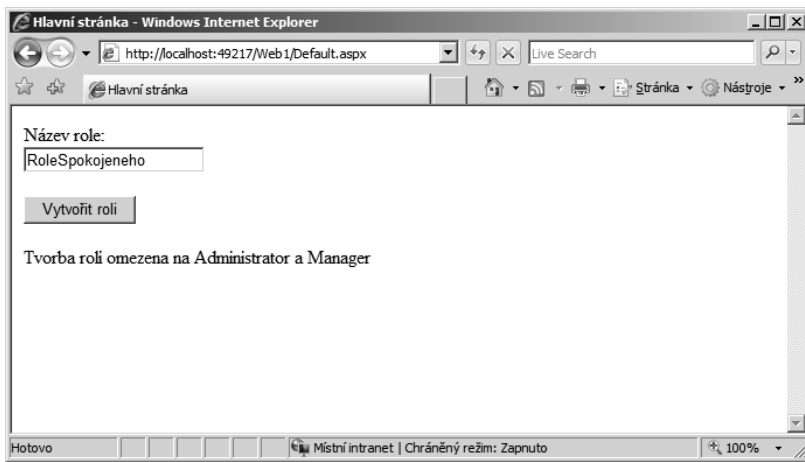 Hlavní stránka - Windows Internet Explorer
http://localhost:49217/Web1/Default.aspx Live Search
Hlavní stránka Stránka Nástroje »
Název role:
RoleSpokojeneho
Vytvořit roli
Tvorba rolí omezena na Administrator a Manager
Hotovo Místní intranet | Chráněný režim: Zapnuto 100%